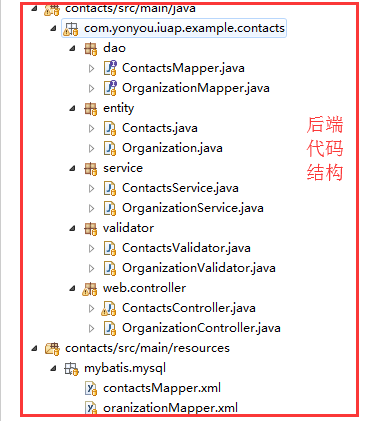 contacts/src/main/java
com.yonyou.iuap.example.contacts
dao
ContactsMapper.java
OrganizationMapper.java
entity
Contacts.java
Organization.java
service
ContactsService.java
OrganizationService.java
validator
ContactsValidator.java
OrganizationValidator.java
web.controller
ContactsController.java
OrganizationController.java
contacts/src/main/resources
mybatis.mysql
contactsMapper.xml
oranizationMapper.xml
后端
代码
结构